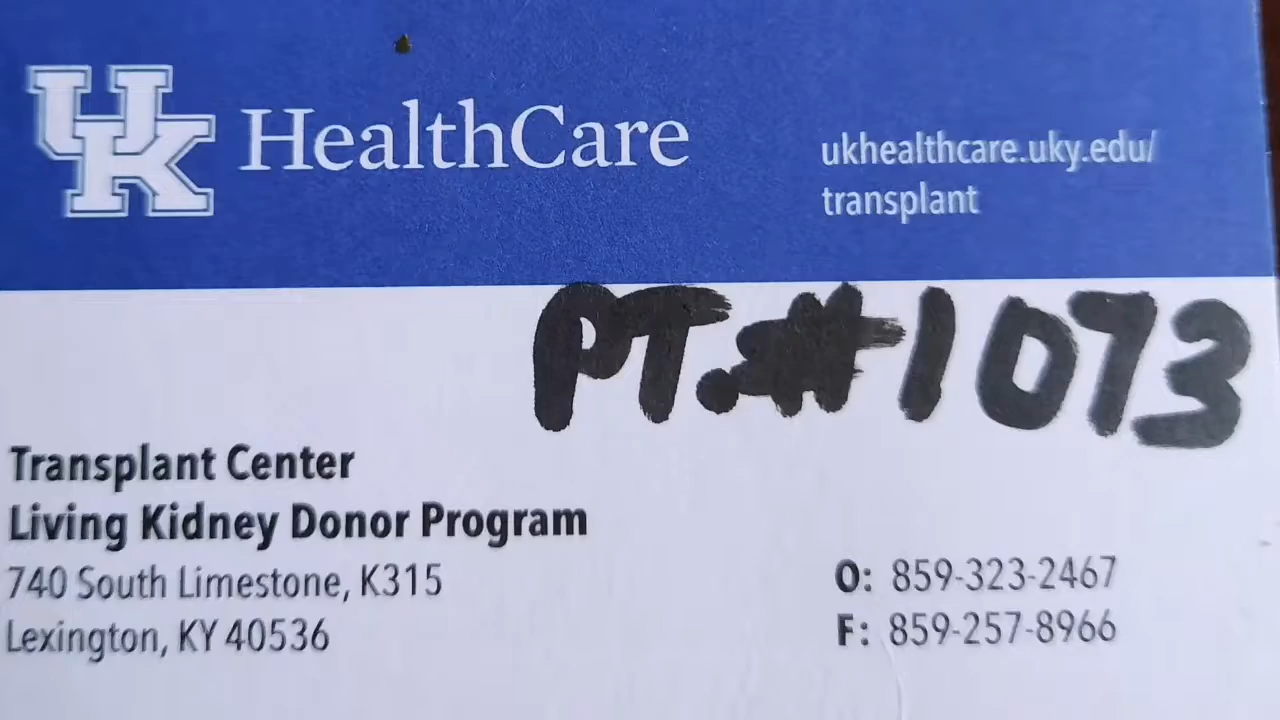 UK HealthCare
ukhealthcare.uky.edu/
transplant
PT.#1073
Transplant Center
Living Kidney Donor Program
740 South Limestone, K315
Lexington, KY 40536
O: 859-323-2467
F: 859-257-8966